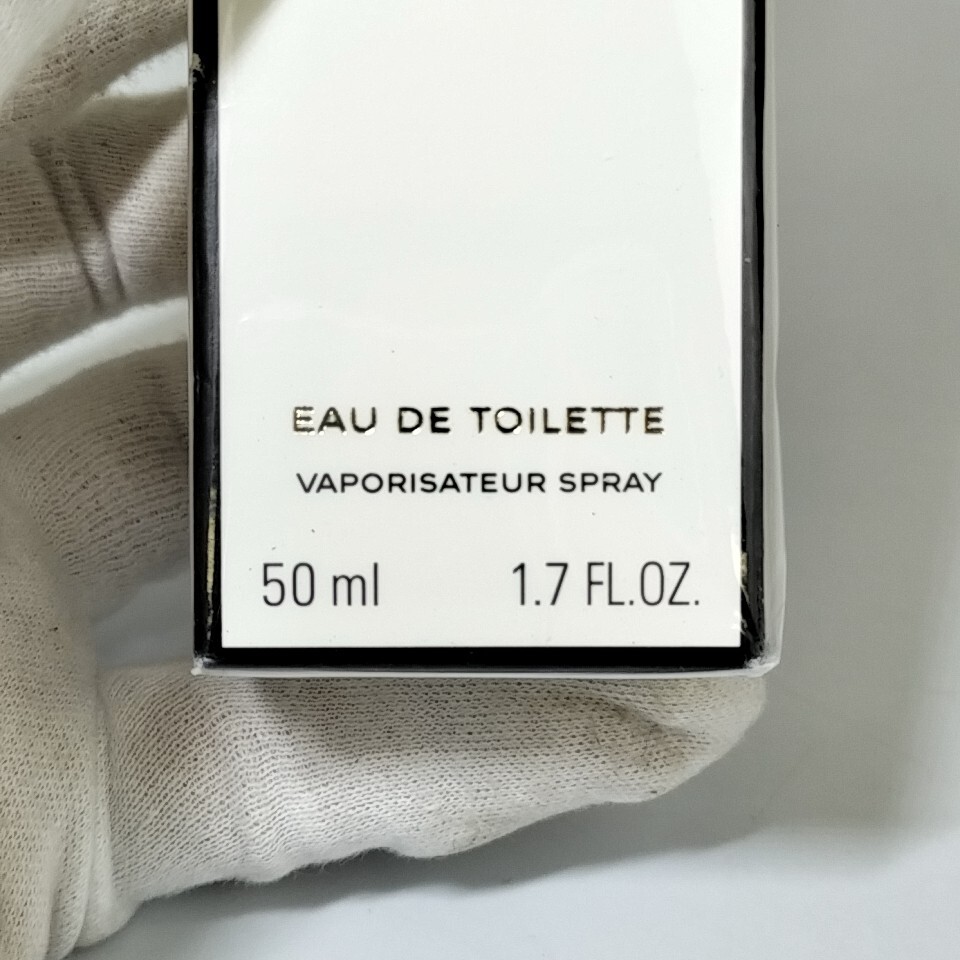 EAU DE TOILETTE
VAPORISATEUR SPRAY
50 ml 1.7 FL.OZ.